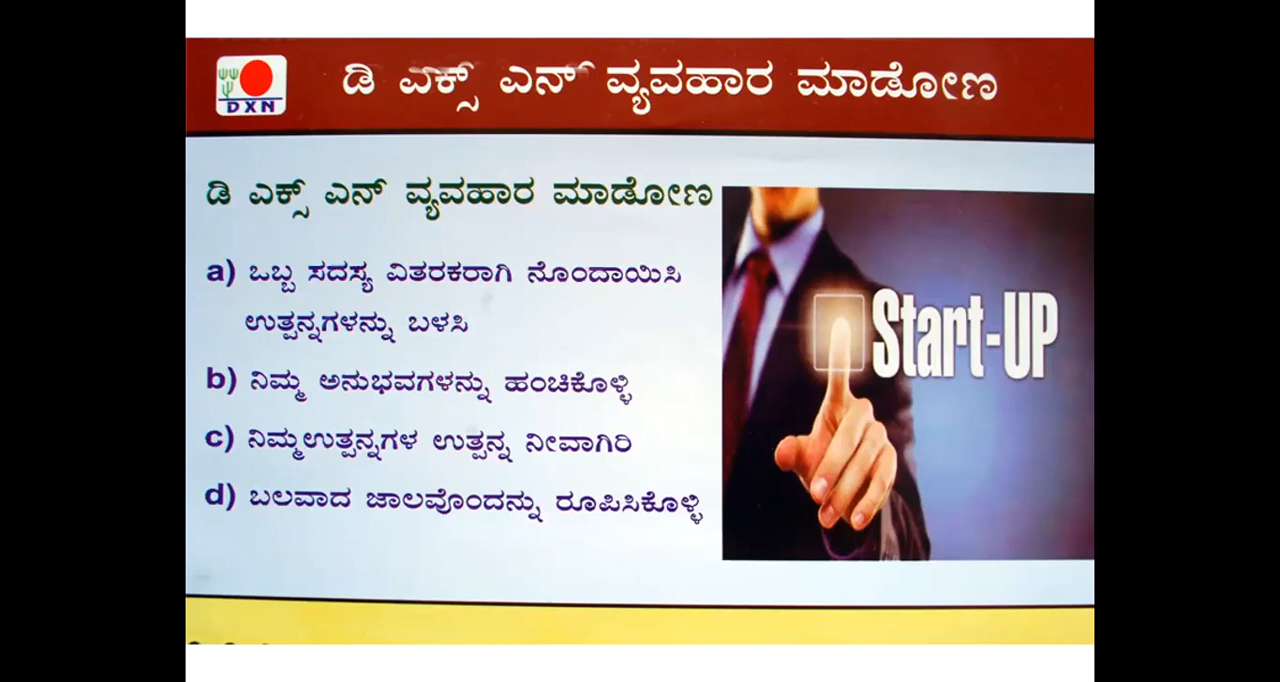 DXN
ಡಿ ಎಕ್ಸ್ ಎನ್ ವ್ಯವಹಾರ ಮಾಡೋಣ
ಡಿ ಎಕ್ಸ್ ಎನ್ ವ್ಯವಹಾರ ಮಾಡೋಣ
a) ಒಬ್ಬ ಸದಸ್ಯ ವಿತರಕರಾಗಿ ನೊಂದಾಯಿಸಿ
ಉತ್ಪನ್ನಗಳನ್ನು ಬಳಸಿ
b) ನಿಮ್ಮ ಅನುಭವಗಳನ್ನು ಹಂಚಿಕೊಳ್ಳಿ
c) ನಿಮ್ಮಉತ್ಪನ್ನಗಳ ಉತ್ಪನ್ನ ನೀವಾಗಿರಿ
d) ಬಲವಾದ ಜಾಲವೊಂದನ್ನು ರೂಪಿಸಿಕೊಳ್ಳಿ
Start-UP